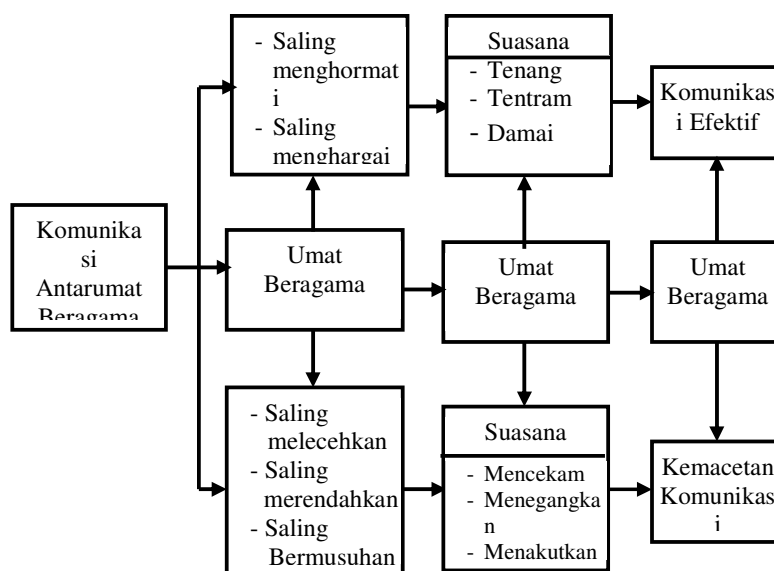 - Saling
menghormat
i
- Saling
menghargai
Suasana
- Tenang
- Tentram
- Damai
Komunikas
i Efektif
Komunika
si
Antarumat
Beragama
Umat
Beragama
Umat
Beragama
Umat
Beragama
- Saling
melecehkan
- Saling
merendahkan
- Saling
Bermusuhan
Suasana
- Mencekam
- Menegangka
n
- Menakutkan
Kemacetan
Komunikas
i